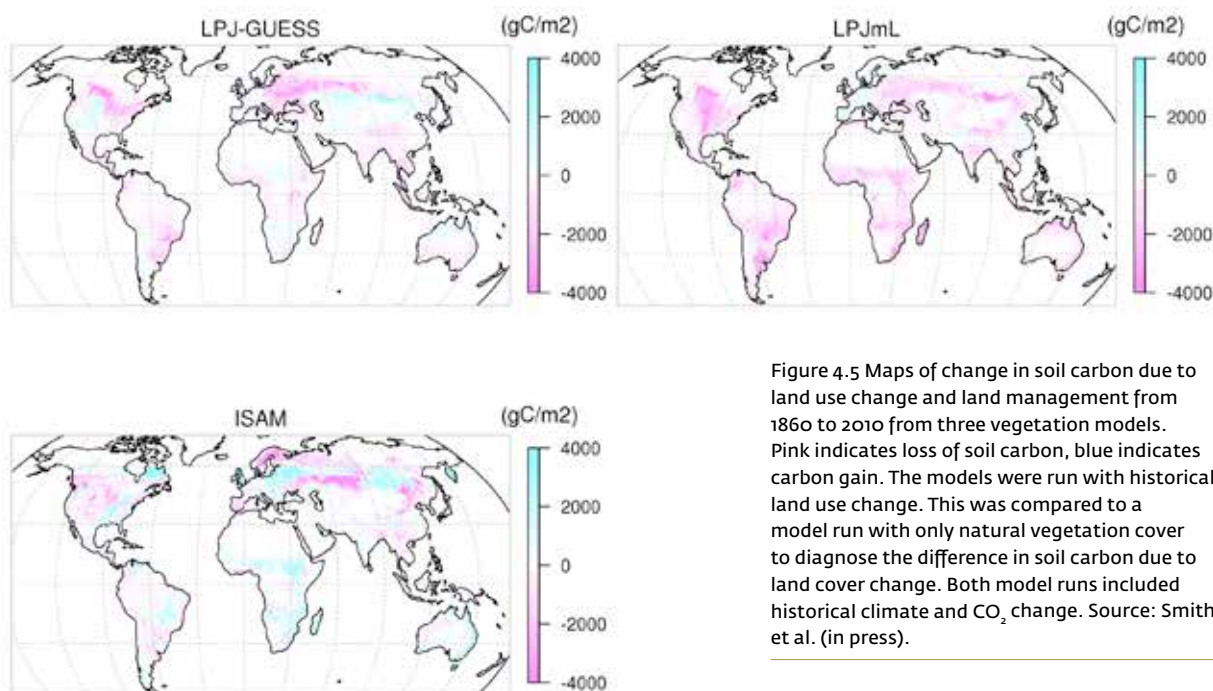 LPJ-GUESS
(gC/m2)
4000
2000
0
-2000
-4000
LPJmL
(gC/m2)
4000
2000
0
-2000
-4000
ISAM
(gC/m2)
4000
2000
0
-2000
-4000
Figure 4.5 Maps of change in soil carbon due to
land use change and land management from
1860 to 2010 from three vegetation models.
Pink indicates loss of soil carbon, blue indicates
carbon gain. The models were run with historical
land use change. This was compared to a
model run with only natural vegetation cover
to diagnose the difference in soil carbon due to
land cover change. Both model runs included
historical climate and CO₂ change. Source: Smith
et al. (in press).